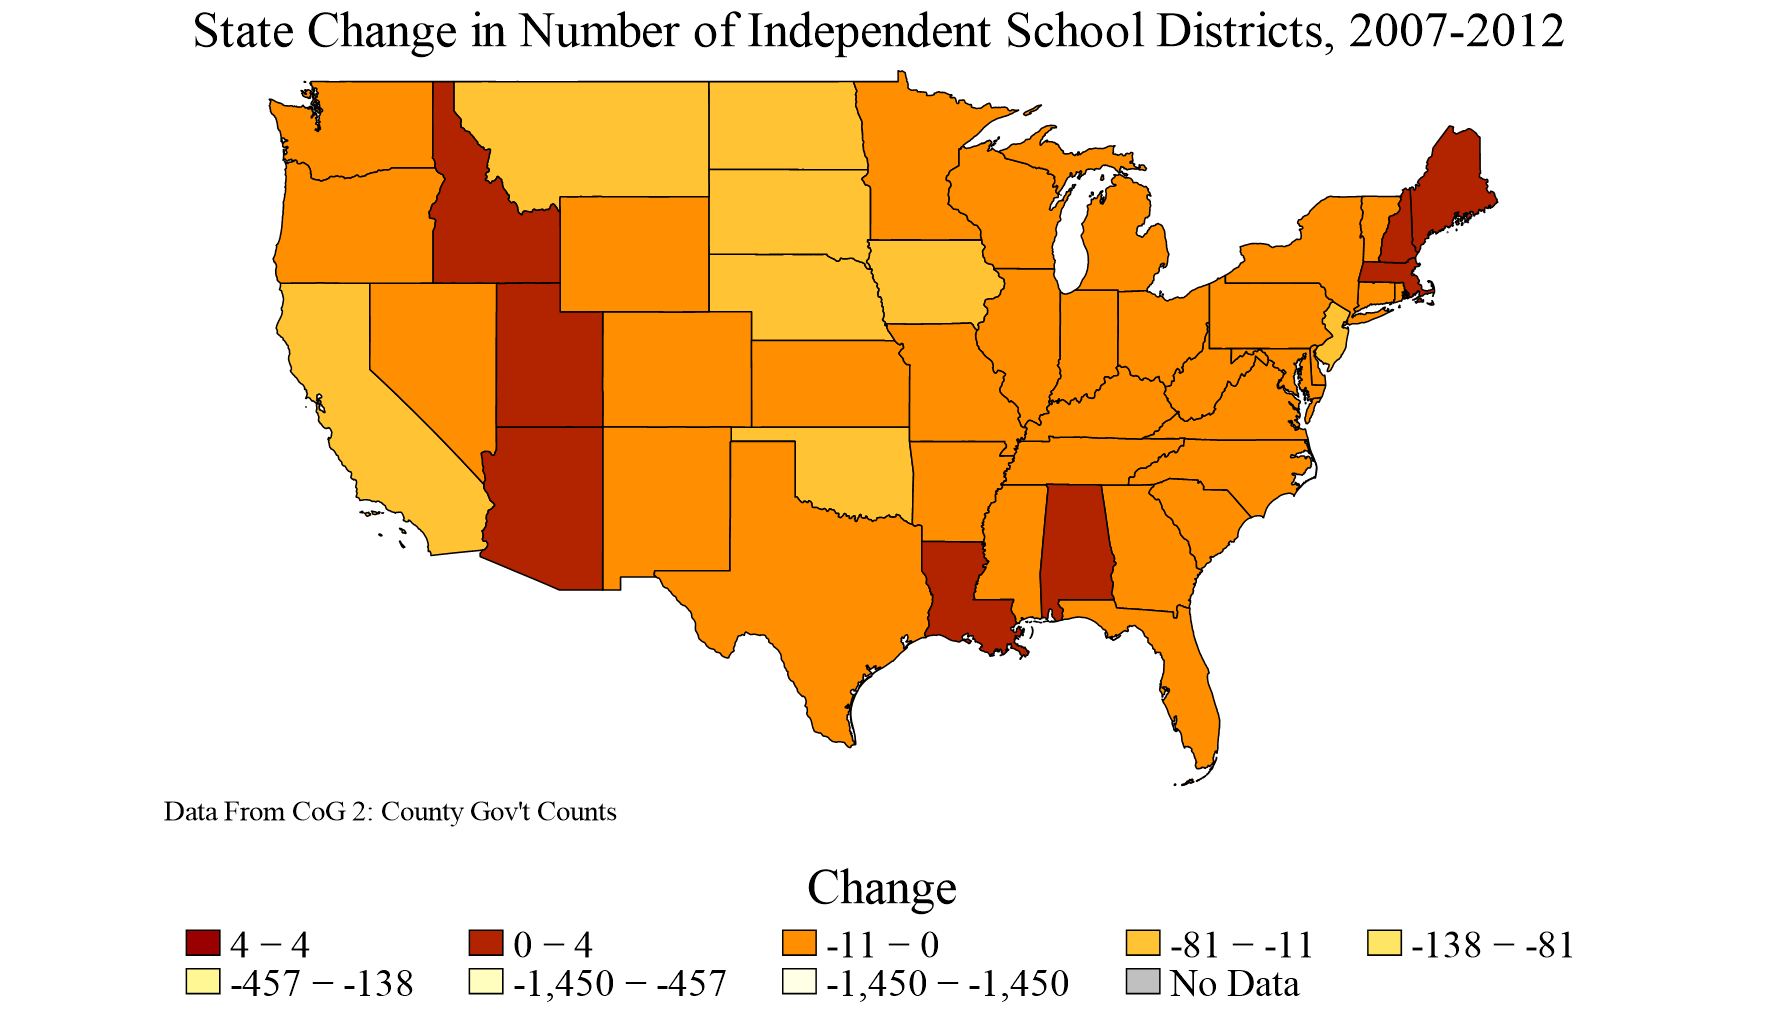 State Change in Number of Independent School Districts, 2007-2012
Data From CoG 2: County Gov't Counts
Change
4 − 4 0 − 4 -11 − 0 -81 − -11 -138 − -81
-457 − -138 -1,450 − -457 -1,450 − -1,450 No Data